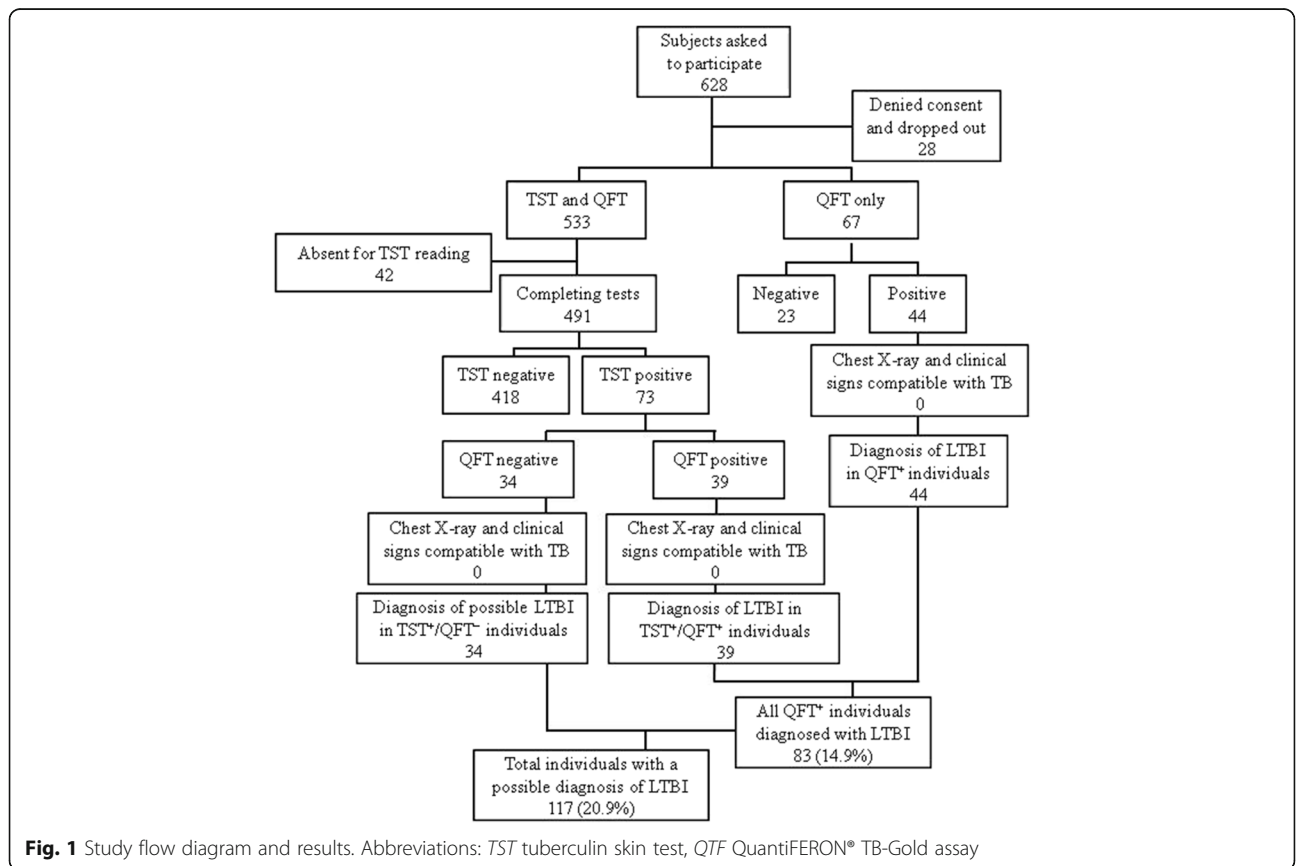 Subjects asked
to participate
628
Denied consent
and dropped out
28
TST and QFT
533
QFT only
67
Absent for TST reading
42
Completing tests
491
Negative
23
Positive
44
TST negative
418
TST positive
73
Chest X-ray and clinical
signs compatible with TB
0
QFT negative
34
QFT positive
39
Diagnosis of LTBI
in QFT⁺ individuals
44
Chest X-ray and clinical
signs compatible with TB
0
Chest X-ray and clinical
signs compatible with TB
0
Diagnosis of possible LTBI
in TST⁺/QFT⁻ individuals
34
Diagnosis of LTBI in
TST⁺/QFT⁺ individuals
39
All QFT⁺ individuals
diagnosed with LTBI
83 (14.9%)
Total individuals with a
possible diagnosis of LTBI
117 (20.9%)
Fig. 1 Study flow diagram and results. Abbreviations: TST tuberculin skin test, QTF QuantiFERON® TB-Gold assay